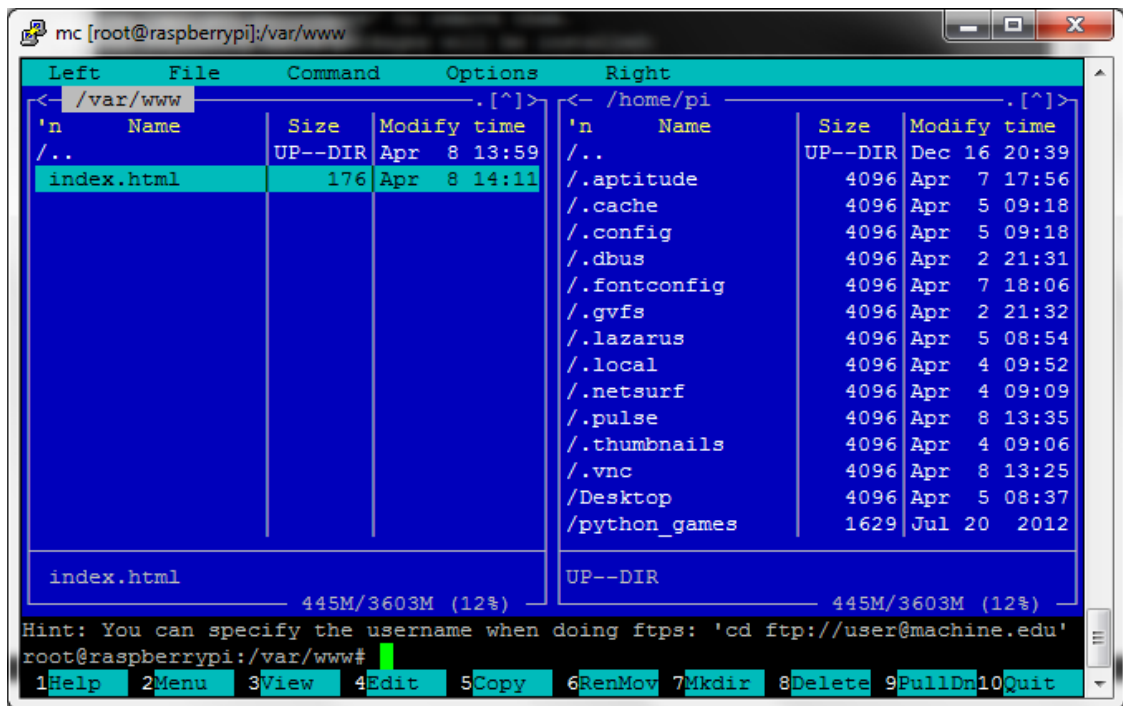 mc [root@raspberrypi]:/var/www
Left File Command Options Right
<- /var/www .[^]> <- /home/pi .[^]>
'n Name Size Modify time 'n Name Size Modify time
/.. UP--DIR Apr 8 13:59 /.. UP--DIR Dec 16 20:39
index.html 176 Apr 8 14:11 /.aptitude 4096 Apr 7 17:56
/.cache 4096 Apr 5 09:18
/.config 4096 Apr 5 09:18
/.dbus 4096 Apr 2 21:31
/.fontconfig 4096 Apr 7 18:06
/.gvfs 4096 Apr 2 21:32
/.lazarus 4096 Apr 5 08:54
/.local 4096 Apr 4 09:52
/.netsurf 4096 Apr 4 09:09
/.pulse 4096 Apr 8 13:35
/.thumbnails 4096 Apr 4 09:06
/.vnc 4096 Apr 8 13:25
/Desktop 4096 Apr 5 08:37
/python_games 1629 Jul 20 2012
index.html UP--DIR
445M/3603M (12%) 445M/3603M (12%)
Hint: You can specify the username when doing ftps: 'cd ftp://user@machine.edu'
root@raspberrypi:/var/www#
1Help 2Menu 3View 4Edit 5Copy 6RenMov 7Mkdir 8Delete 9PullDn 10Quit